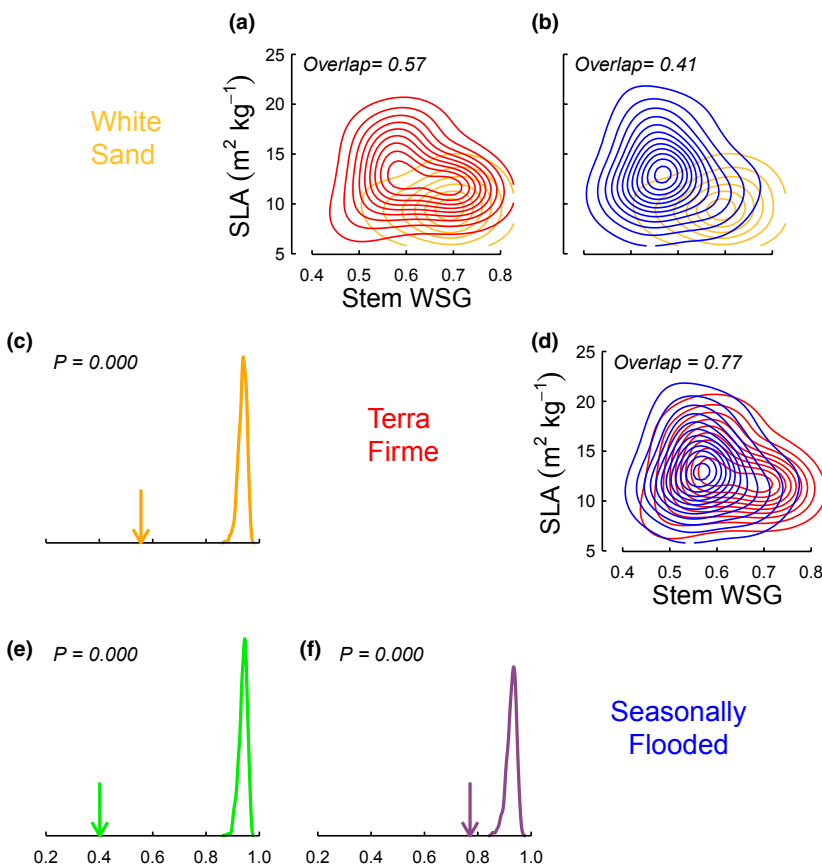 (a)
(b)
Overlap= 0.57
Overlap= 0.41
25
20
15
10
5
SLA (m² kg⁻¹)
0.4 0.5 0.6 0.7 0.8
Stem WSG
White
Sand
(c)
P = 0.000
Terra
Firme
(d)
Overlap = 0.77
25
20
15
10
5
SLA (m² kg⁻¹)
0.4 0.5 0.6 0.7 0.8
Stem WSG
(e)
P = 0.000
(f)
P = 0.000
Seasonally
Flooded
0.2 0.4 0.6 0.8 1.0
0.2 0.4 0.6 0.8 1.0